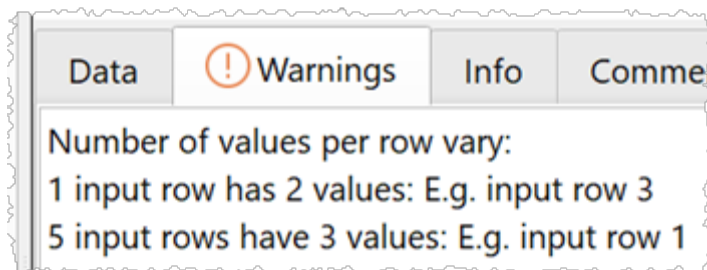 Data Warnings Info Comme
Number of values per row vary:
1 input row has 2 values: E.g. input row 3
5 input rows have 3 values: E.g. input row 1